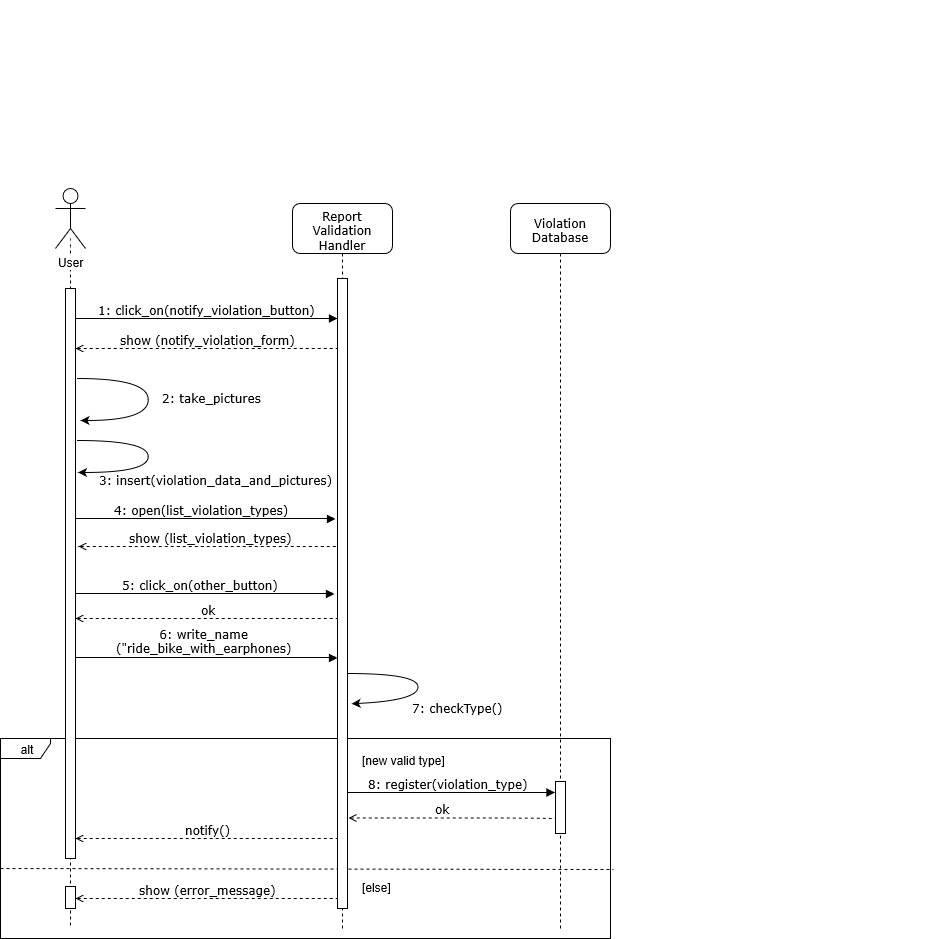 User
Report
Validation
Handler
Violation
Database
1: click_on(notify_violation_button)
show (notify_violation_form)
2: take_pictures
3: insert(violation_data_and_pictures)
4: open(list_violation_types)
show (list_violation_types)
5: click_on(other_button)
ok
6: write_name
("ride_bike_with_earphones)
7: checkType()
alt
[new valid type]
8: register(violation_type)
ok
notify()
show (error_message)
[else]